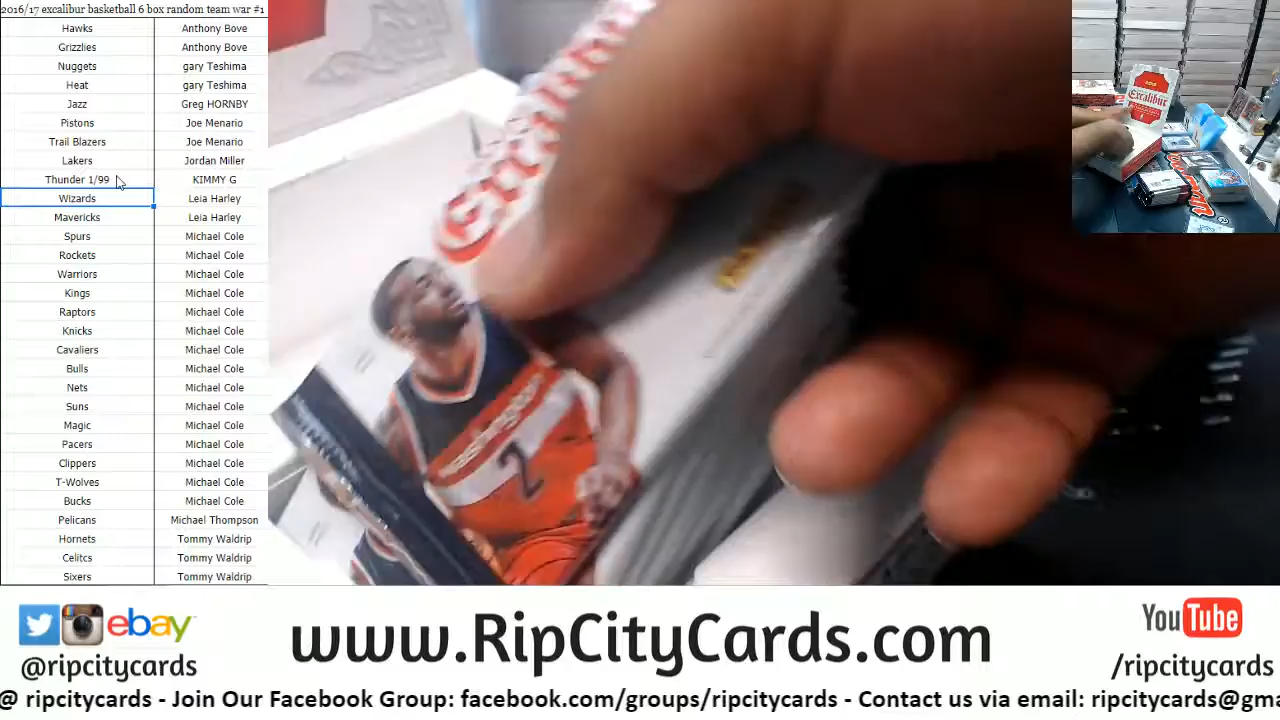 2016/17 excalibur basketball 6 box random team war #1
Hawks Anthony Bove
Grizzlies Anthony Bove
Nuggets gary Teshima
Heat gary Teshima
Jazz Greg HORNBY
Pistons Joe Menario
Trail Blazers Joe Menario
Lakers Jordan Miller
Thunder 1/99 KIMMY G
Wizards Leia Harley
Mavericks Leia Harley
Spurs Michael Cole
Rockets Michael Cole
Warriors Michael Cole
Kings Michael Cole
Raptors Michael Cole
Knicks Michael Cole
Cavaliers Michael Cole
Bulls Michael Cole
Nets Michael Cole
Suns Michael Cole
Magic Michael Cole
Pacers Michael Cole
Clippers Michael Cole
T-Wolves Michael Cole
Bucks Michael Cole
Pelicans Michael Thompson
Hornets Tommy Waldrip
Celitcs Tommy Waldrip
Sixers Tommy Waldrip
Excalibur
Washington
2
ebay
@ripcitycards
www.RipCityCards.com
YouTube
/ripcitycards
@ ripcitycards - Join Our Facebook Group: facebook.com/groups/ripcitycards - Contact us via email: ripcitycards@gma